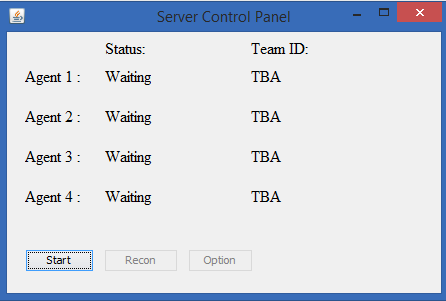 Server Control Panel
Status: Team ID:
Agent 1 : Waiting TBA
Agent 2 : Waiting TBA
Agent 3 : Waiting TBA
Agent 4 : Waiting TBA
Start Recon Option